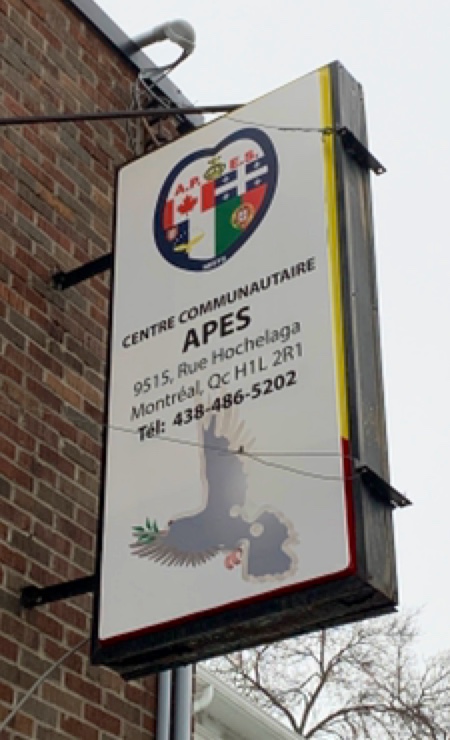 A.P. E.S.
CENTRE COMMUNAUTAIRE
APES
9515, Rue Hochelaga
Montréal, Qc H1L 2R1
Tél: 438-486-5202